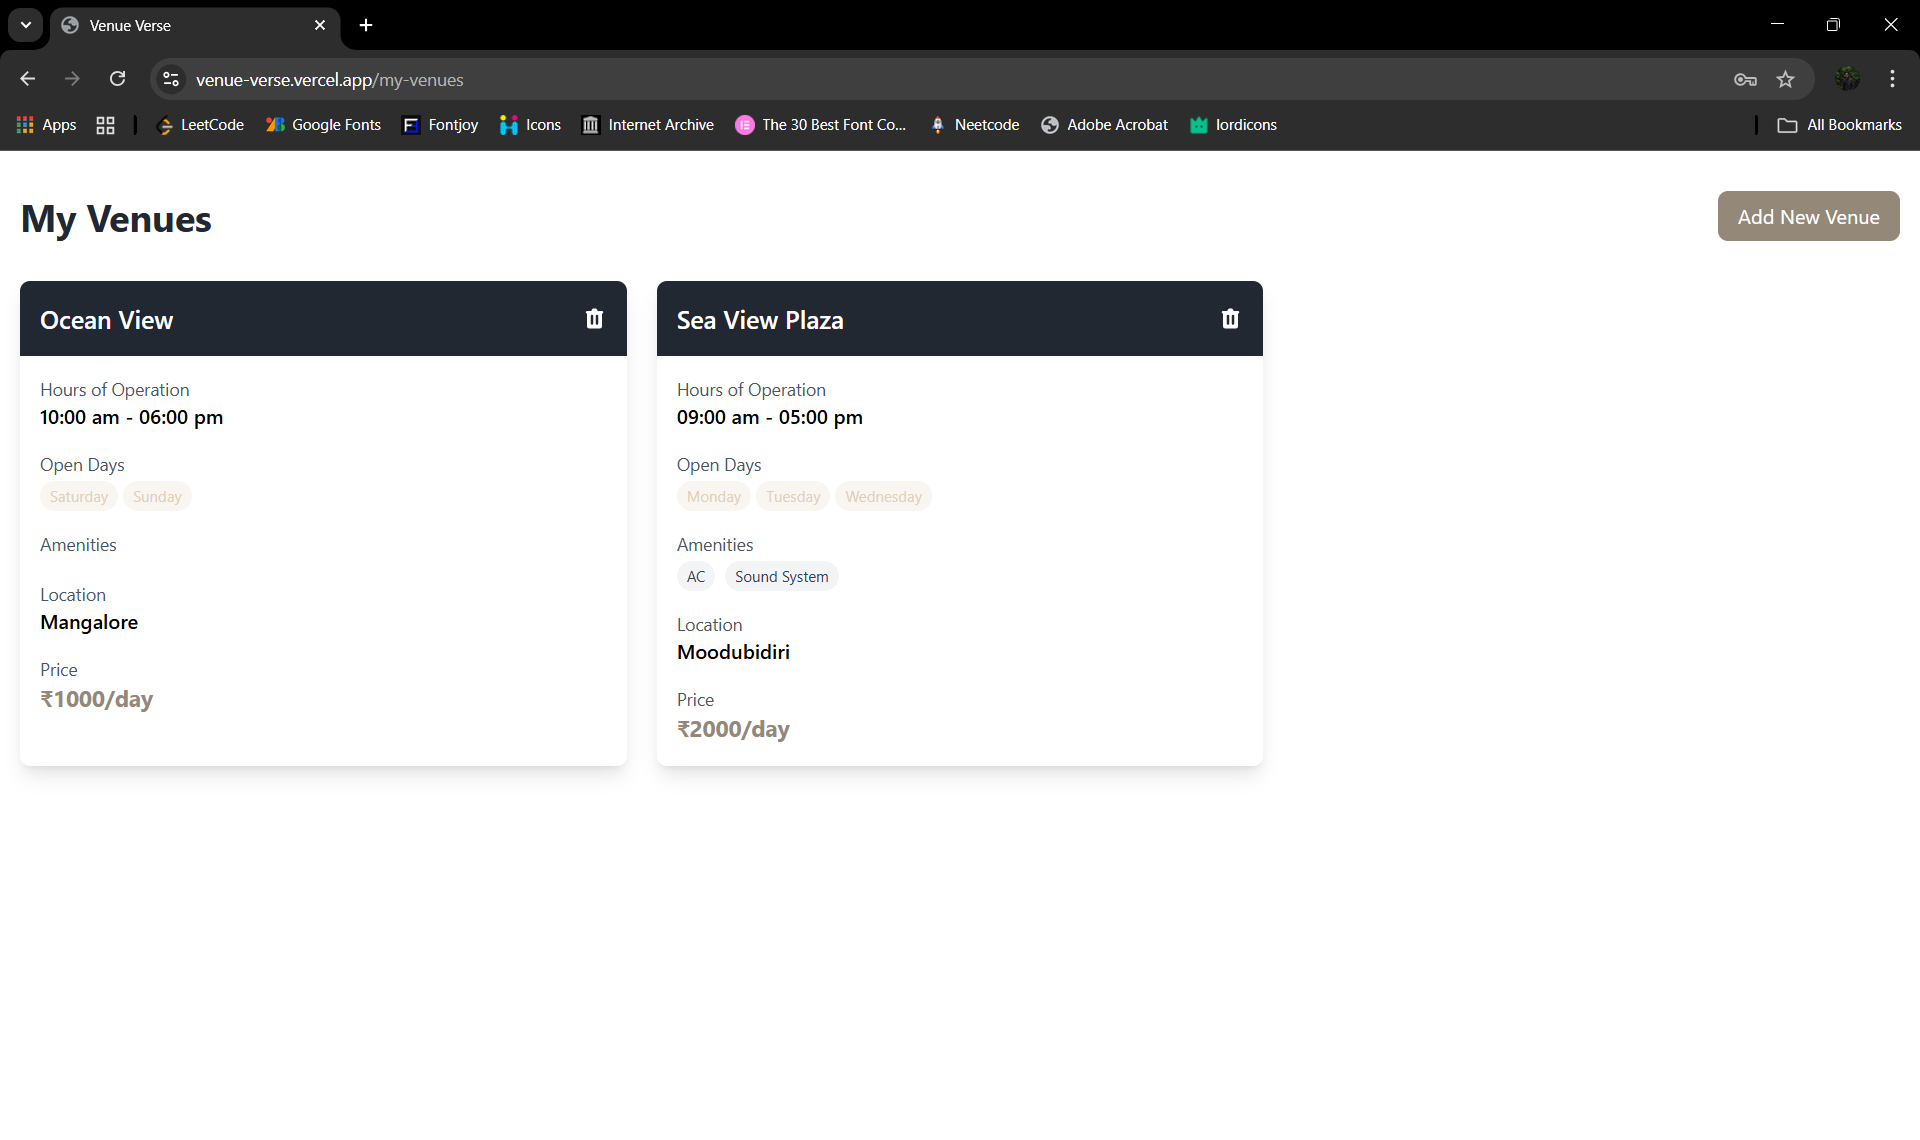 Venue Verse
venue-verse.vercel.app/my-venues
Apps LeetCode Google Fonts Fontjoy Icons Internet Archive The 30 Best Font Co... Neetcode Adobe Acrobat lordicons All Bookmarks
My Venues
Add New Venue
Ocean View
Hours of Operation
10:00 am - 06:00 pm
Open Days
Saturday Sunday
Amenities
Location
Mangalore
Price
₹1000/day
Sea View Plaza
Hours of Operation
09:00 am - 05:00 pm
Open Days
Monday Tuesday Wednesday
Amenities
AC Sound System
Location
Moodubidiri
Price
₹2000/day